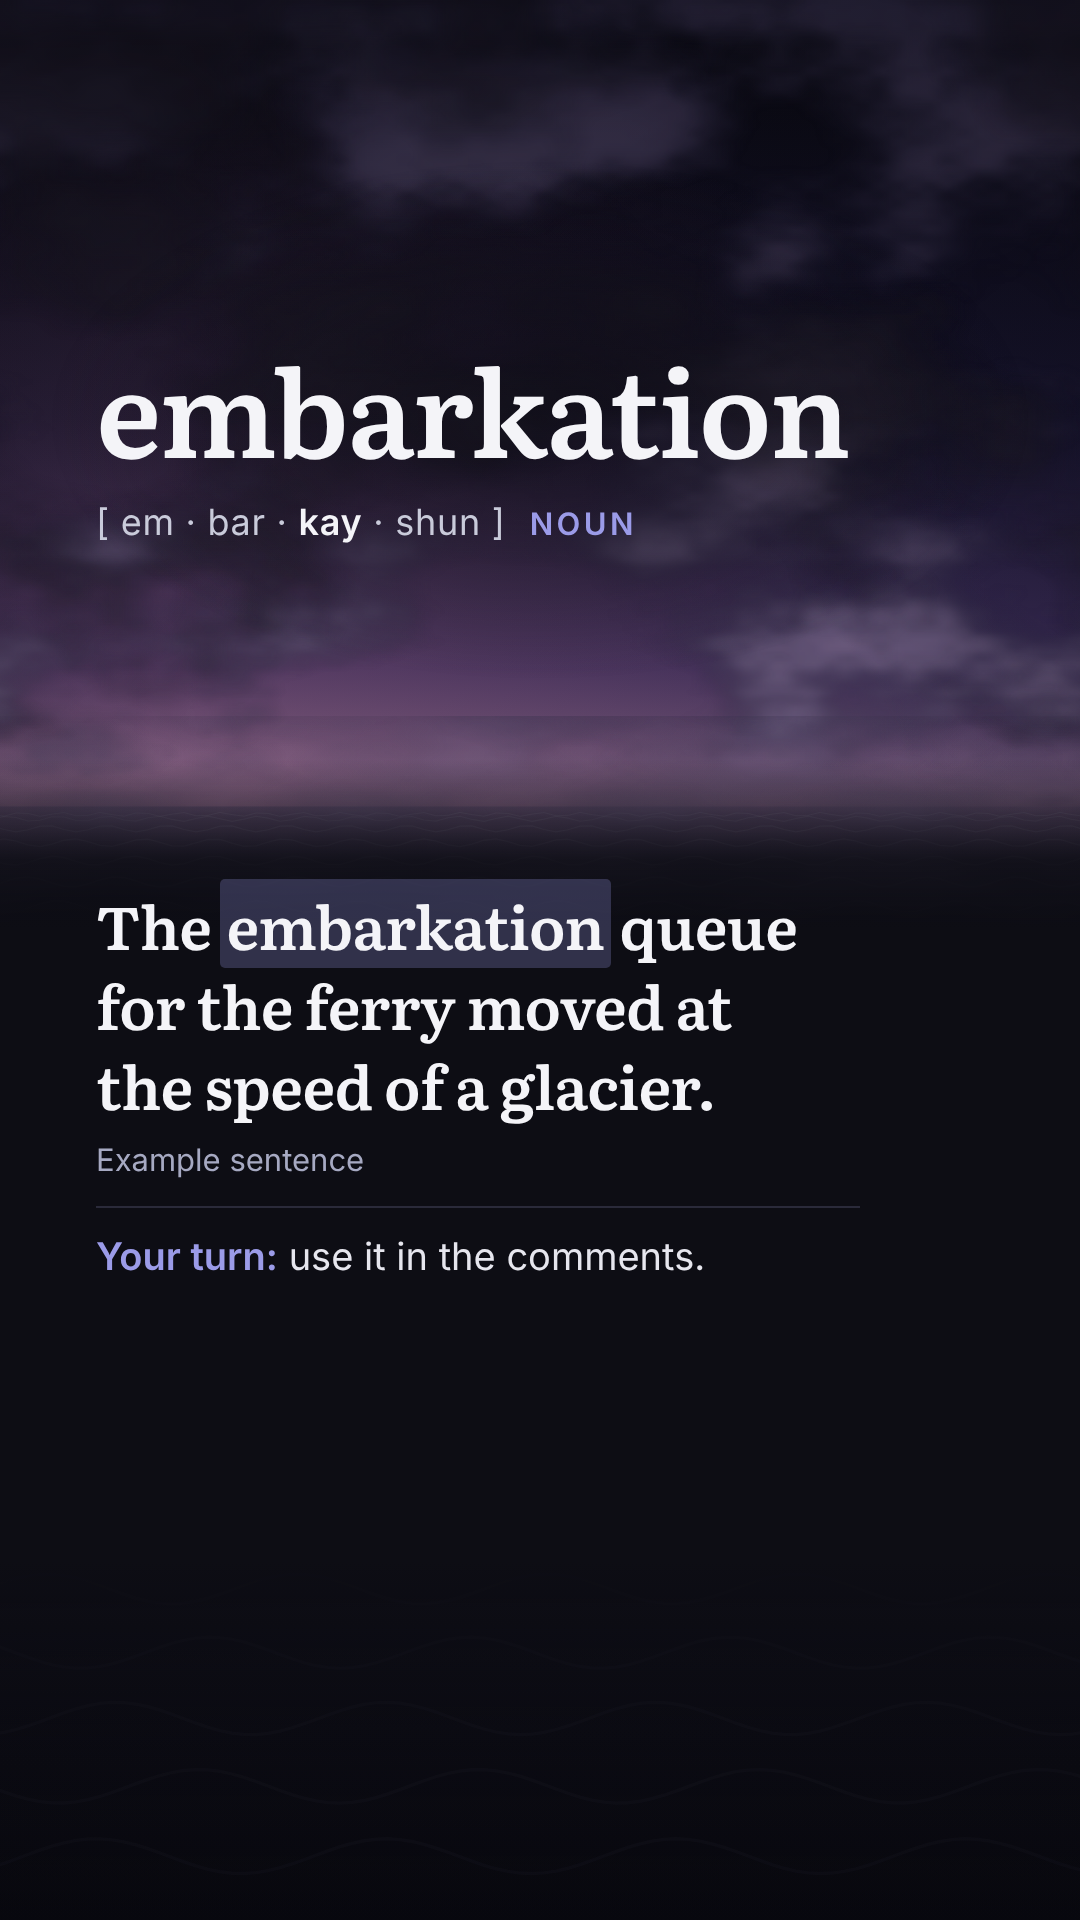 embarkation
[ em · bar · kay · shun ] NOUN
The embarkation queue
for the ferry moved at
the speed of a glacier.
Example sentence
Your turn: use it in the comments.